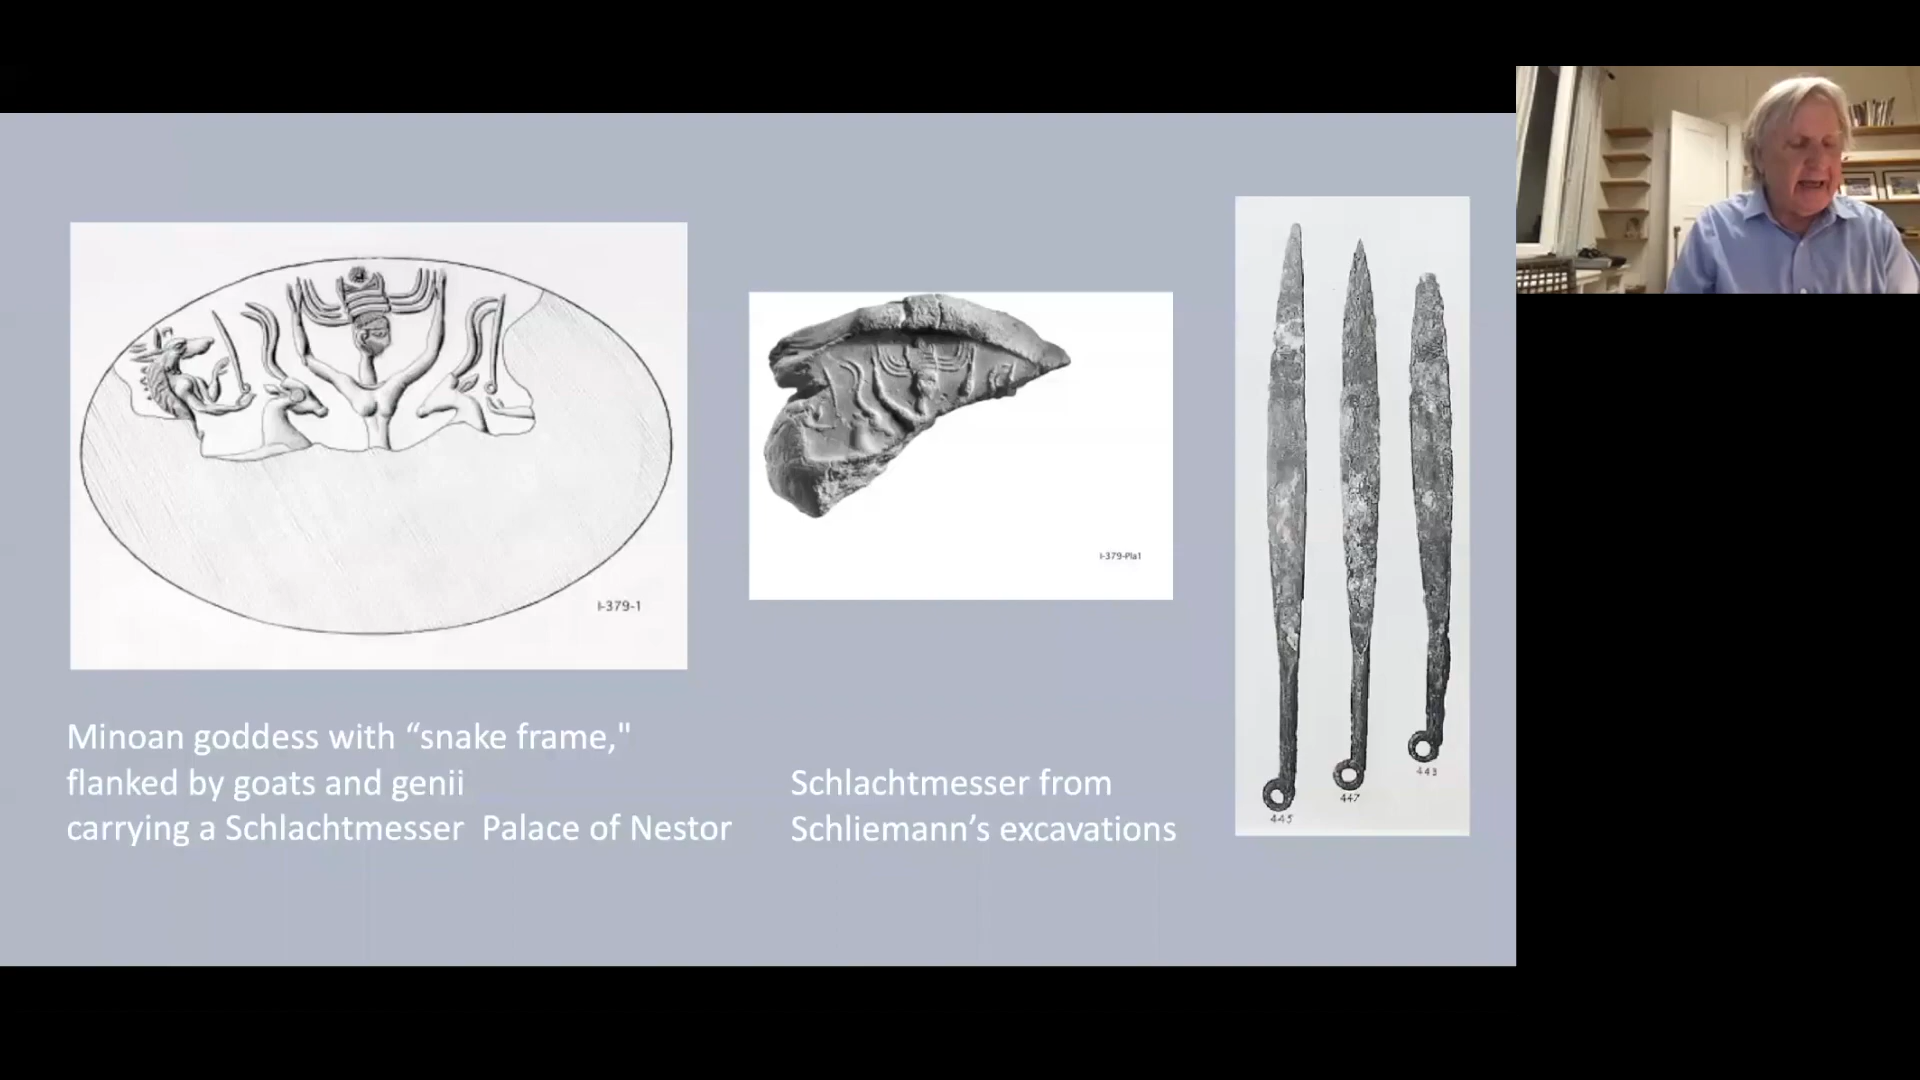 I-379-1
I-379-Pla1
445
447
443
Minoan goddess with “snake frame,"
flanked by goats and genii
carrying a Schlachtmesser  Palace of Nestor
Schlachtmesser from
Schliemann’s excavations